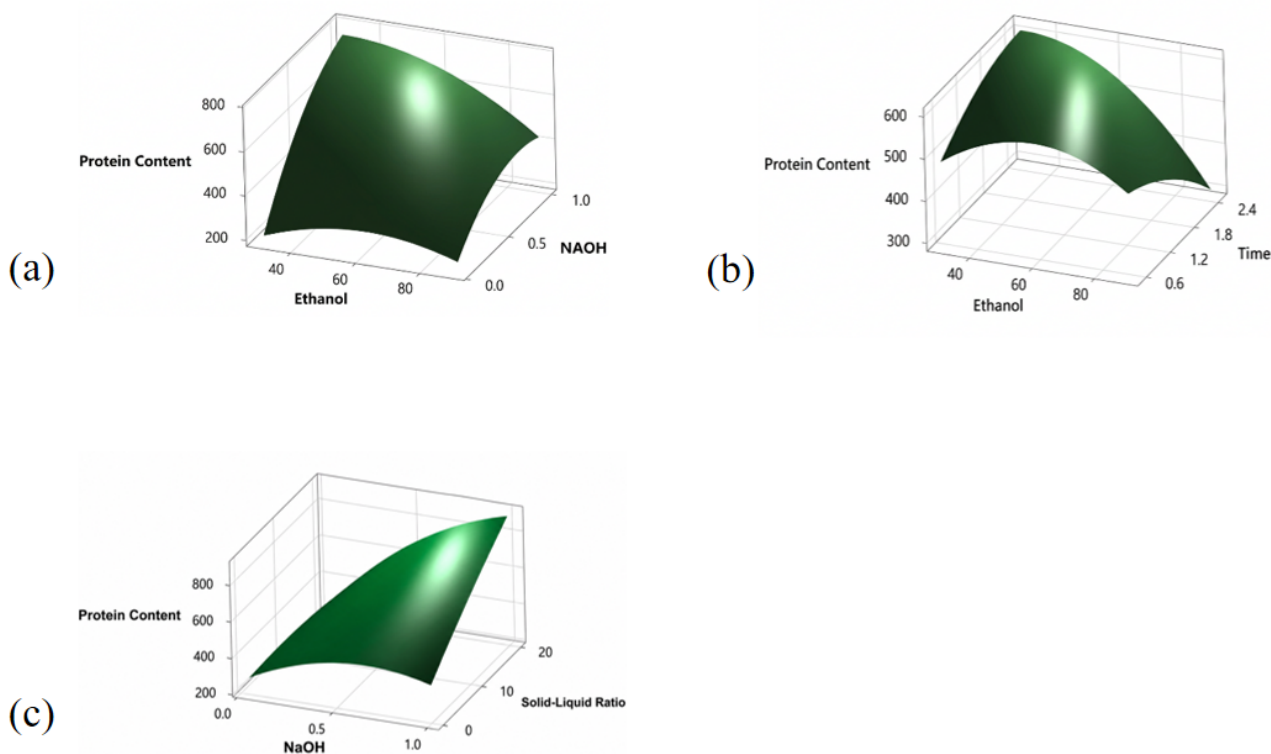 (a)
Protein Content
800
600
400
200
40
60
80
Ethanol
0.0
0.5
1.0
NAOH
(b)
Protein Content
600
500
400
300
40
60
80
Ethanol
0.6
1.2
1.8
2.4
Time
(c)
Protein Content
800
600
400
200
0.0
0.5
1.0
NaOH
0
10
20
Solid-Liquid Ratio